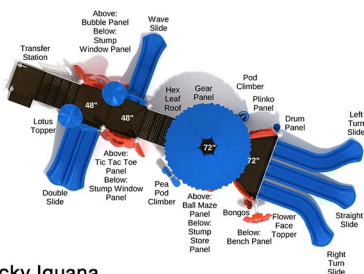 Above:
Bubble Panel
Below:
Stump
Window Panel
Wave
Slide
Transfer
Station
Hex
Leaf
Roof
Gear
Panel
Pod
Climber
Plinko
Panel
Drum
Panel
Left
Turn
Slide
48"
48"
72"
72"
Lotus
Topper
Double
Slide
Above:
Tic Tac Toe
Panel
Below:
Stump Window
Panel
Pea
Pod
Climber
Above:
Ball Maze
Panel
Below:
Stump
Store
Panel
Bongos
Below:
Bench Panel
Flower
Face
Topper
Straight
Slide
Right
Turn
Slide
cky Iguana